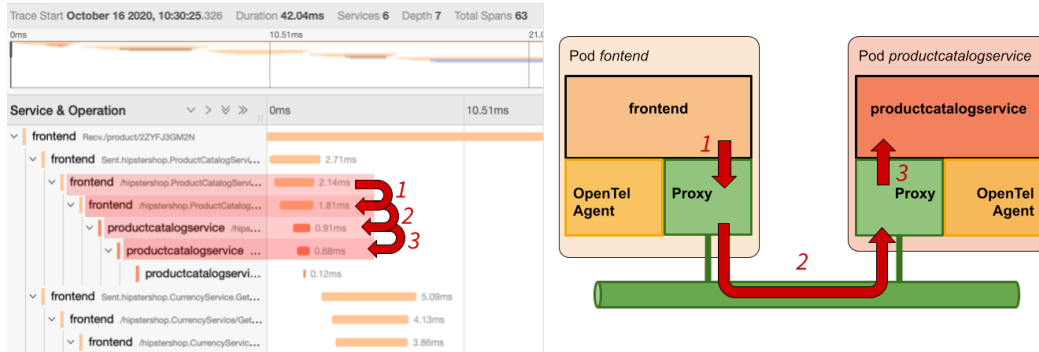 Trace Start October 16 2020, 10:30:25.326 Duration 42.04ms Services 6 Depth 7 Total Spans 63
0ms 10.51ms 21.0
Service & Operation 0ms 10.51ms
frontend Recv./product/2ZYFJ3GM2N
frontend Sent.hipstershop.ProductCatalogServi... 2.71ms
frontend /hipstershop.ProductCatalogServi... 2.14ms
frontend /hipstershop.ProductCatalog... 1.81ms
productcatalogservice /hips... 0.91ms
productcatalogservice ... 0.68ms
productcatalogservi... 0.12ms
frontend Sent.hipstershop.CurrencyService.Get... 5.09ms
frontend /hipstershop.CurrencyService/Get... 4.13ms
frontend /hipstershop.CurrencyServic... 3.86ms
1
2
3
Pod fontend
frontend
1
OpenTel
Agent
Proxy
2
Pod productcatalogservice
productcatalogservice
3
Proxy
OpenTel
Agent